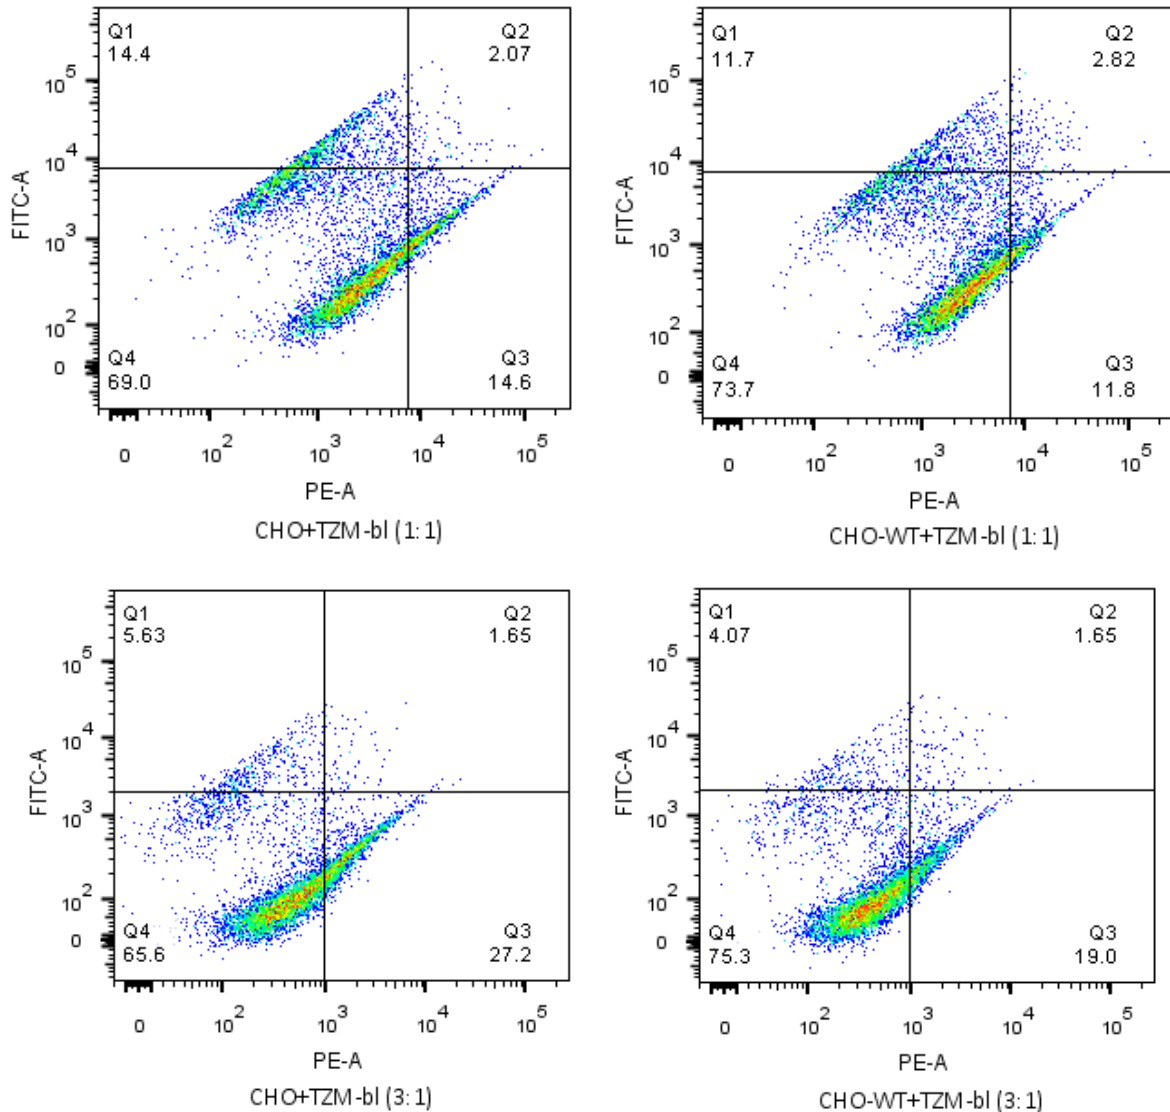 Q1
14.4
Q2
2.07
Q4
69.0
Q3
14.6
10^5
10^4
10^3
10^2
0
FITC-A
0
10^2
10^3
10^4
10^5
PE-A
CHO+TZM-bl (1:1)
Q1
11.7
Q2
2.82
Q4
73.7
Q3
11.8
10^5
10^4
10^3
10^2
0
FITC-A
0
10^2
10^3
10^4
10^5
PE-A
CHO-WT+TZM-bl (1:1)
Q1
5.63
Q2
1.65
Q4
65.6
Q3
27.2
10^5
10^4
10^3
10^2
0
FITC-A
0
10^2
10^3
10^4
10^5
PE-A
CHO+TZM-bl (3:1)
Q1
4.07
Q2
1.65
Q4
75.3
Q3
19.0
10^5
10^4
10^3
10^2
0
FITC-A
0
10^2
10^3
10^4
10^5
PE-A
CHO-WT+TZM-bl (3:1)